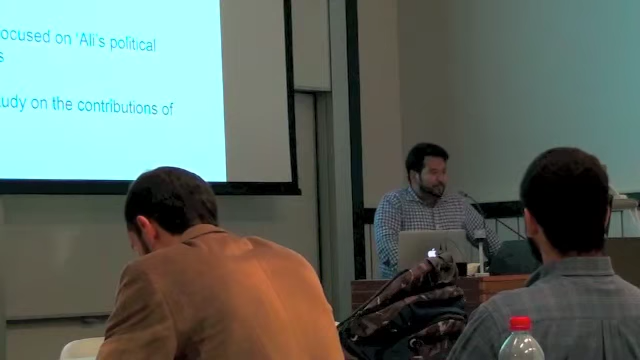 ocused on 'Ali's political
s
udy on the contributions of